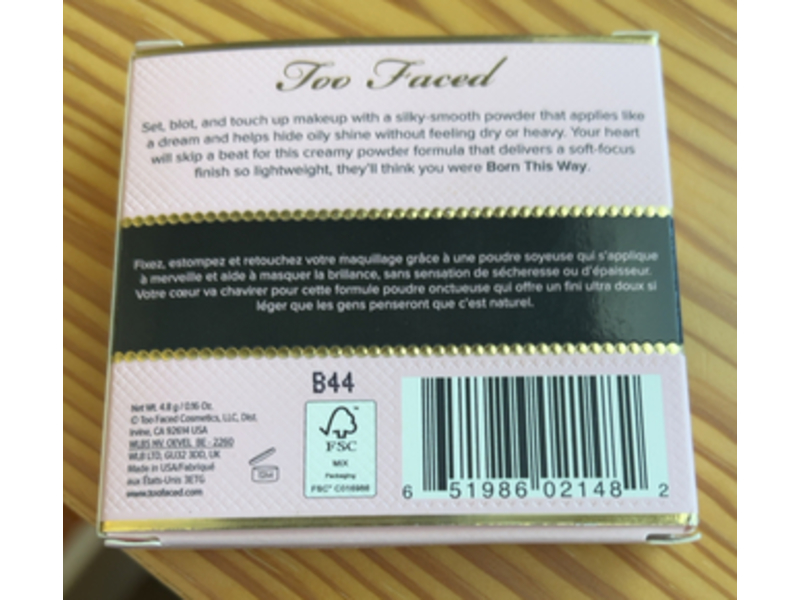 Too Faced
Set, blot, and touch up makeup with a silky-smooth powder that applies like
a dream and helps hide oily shine without feeling dry or heavy. Your heart
will skip a beat for this creamy powder formula that delivers a soft-focus
finish so lightweight, they'll think you were Born This Way.
Fixez, estompez et retouchez votre maquillage grâce à une poudre soyeuse qui s'applique
à merveille et aide à masquer la brillance, sans sensation de sécheresse ou d'épaisseur.
Votre cœur va chavirer pour cette formule poudre onctueuse qui offre un fini ultra doux si
léger que les gens penseront que c'est naturel.
B44
Net Wt. 4.8 g / 0.16 Oz.
© Too Faced Cosmetics, LLC, Dist.
Irvine, CA 92614 USA
WLBS NV. OEVEL BE - 2260
WLB LTD, GU32 3DD, UK
Made in USA/Fabriqué
aux États-Unis 3ETG
www.toofaced.com
12M
FSC
MIX
Packaging
FSC® C016966
6 51986 02148 2